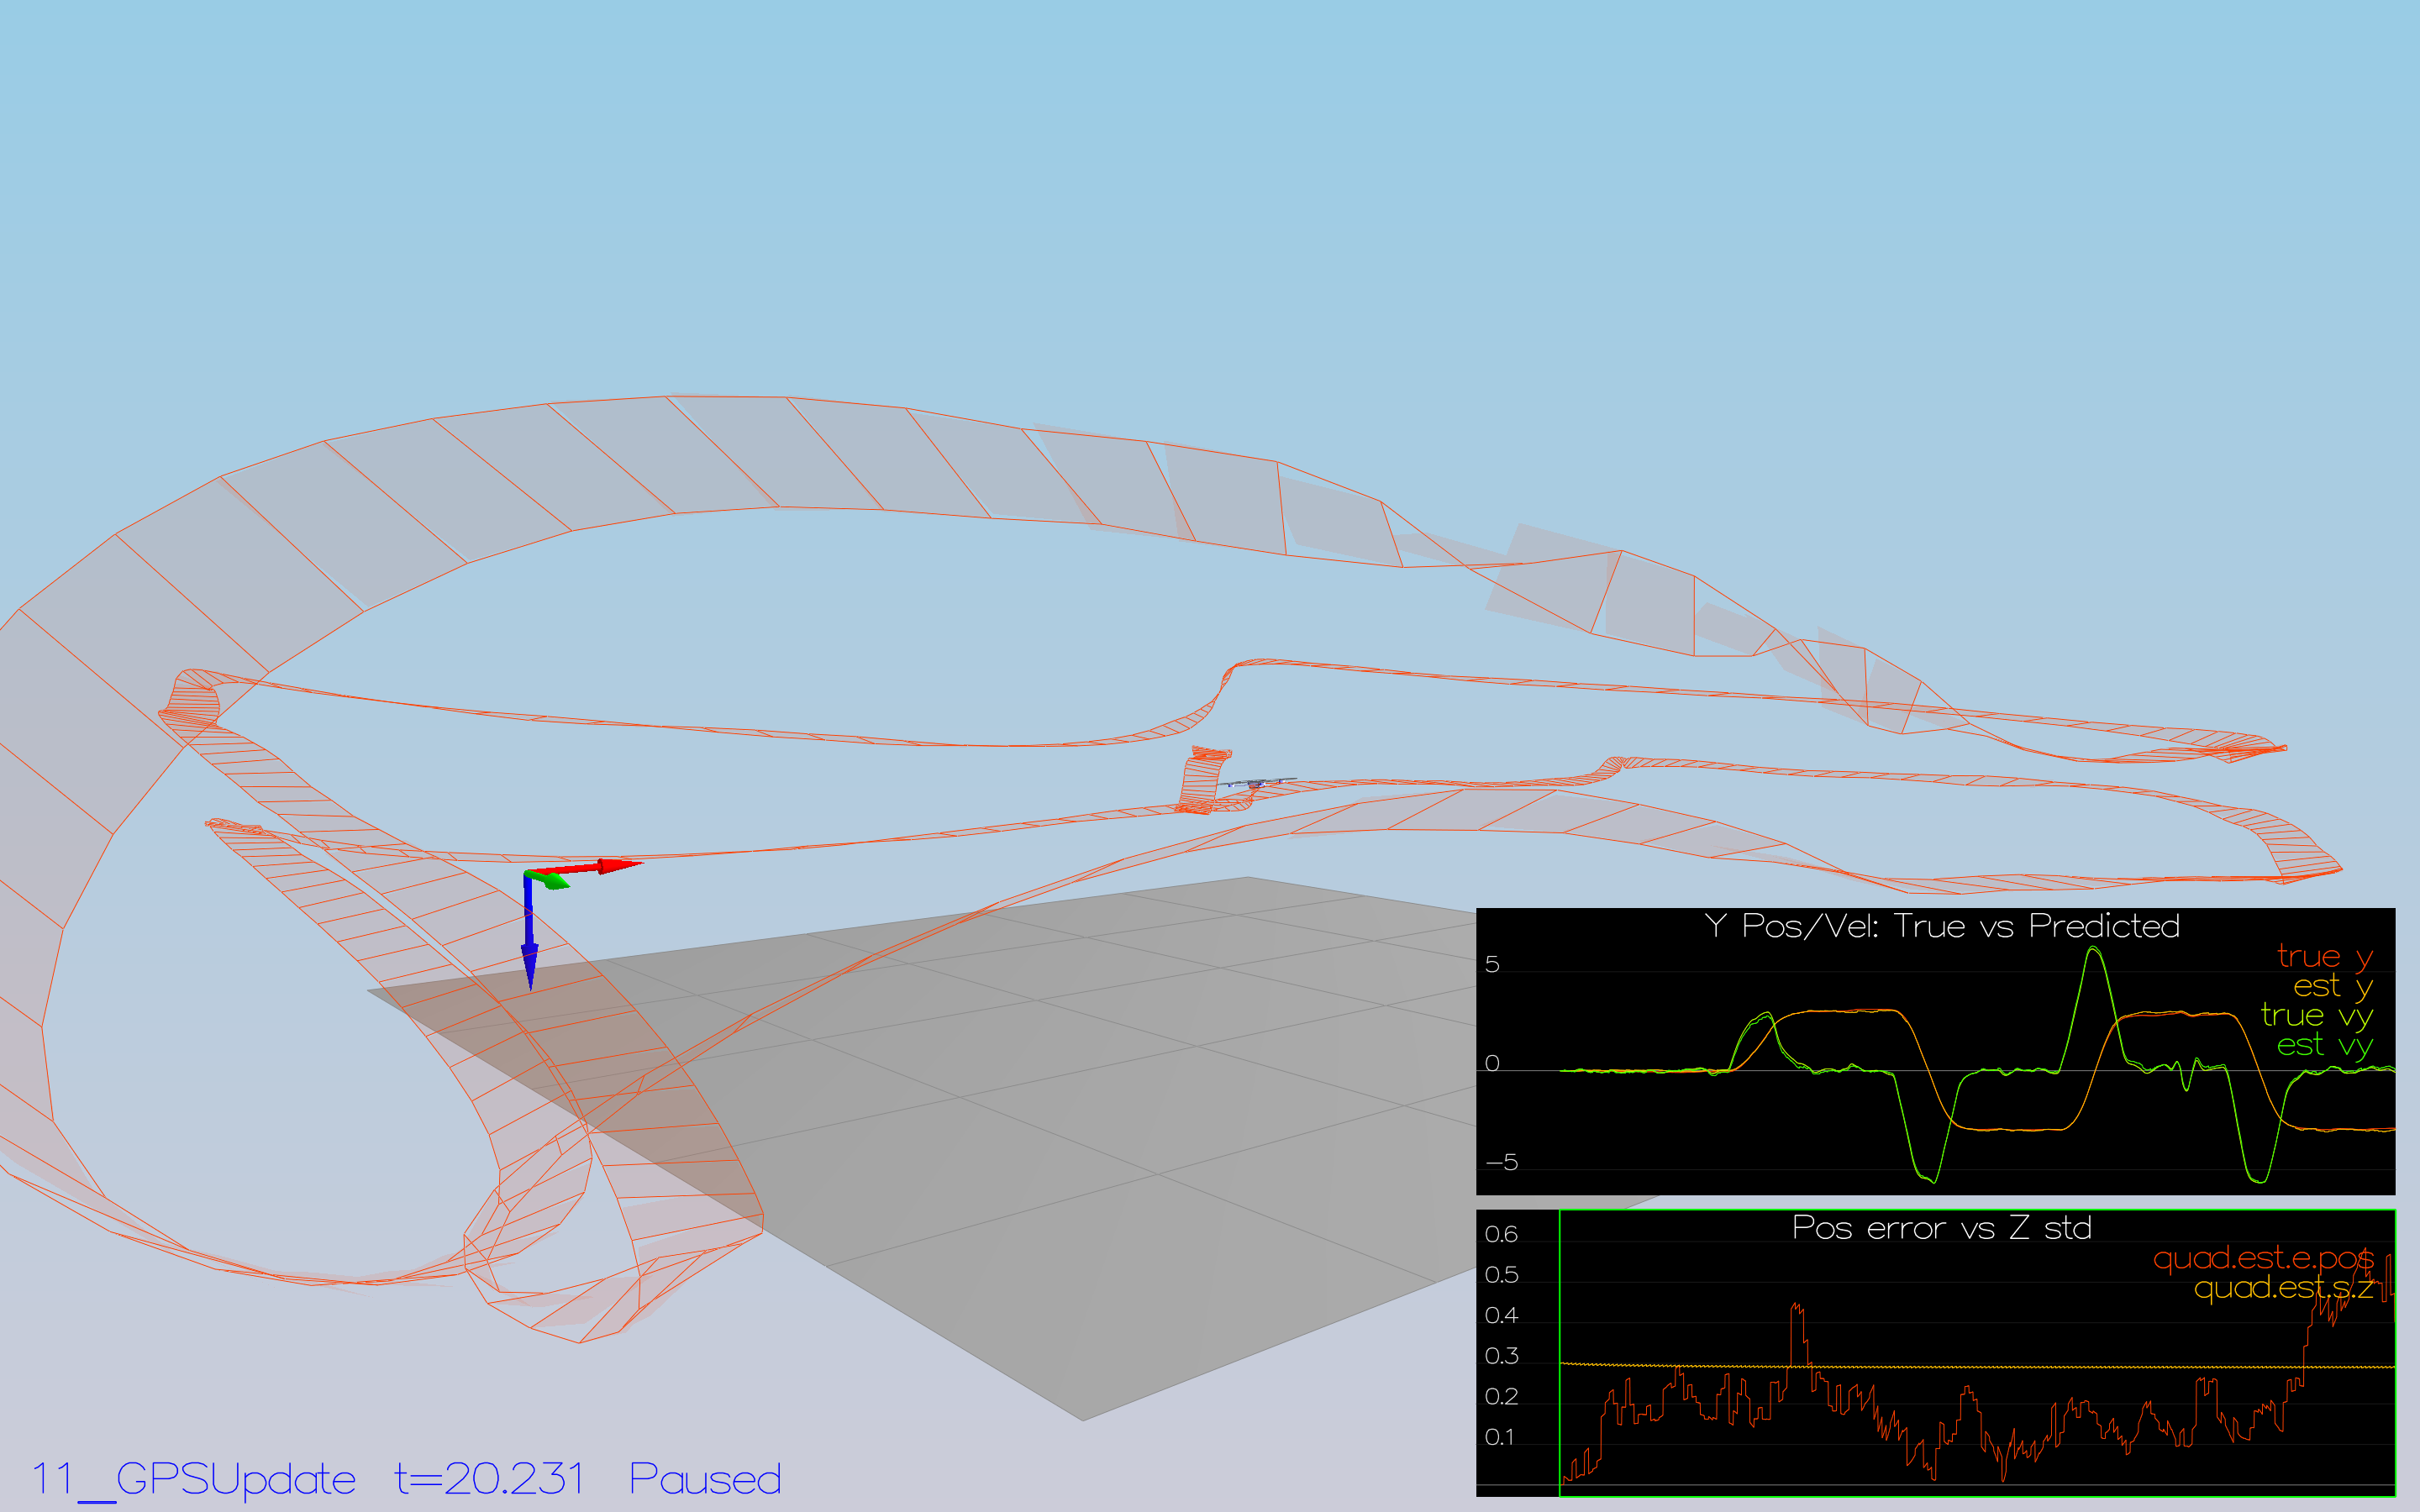 Y Pos/Vel: True vs Predicted
5
true y
est y
true vy
0
est vy
−5
Pos error vs Z std
0.6
quad.est.e.pos
0.5
quad.est.s.z
0.4
0.3
0.2
0.1
11_GPSUpdate t=20.231 Paused